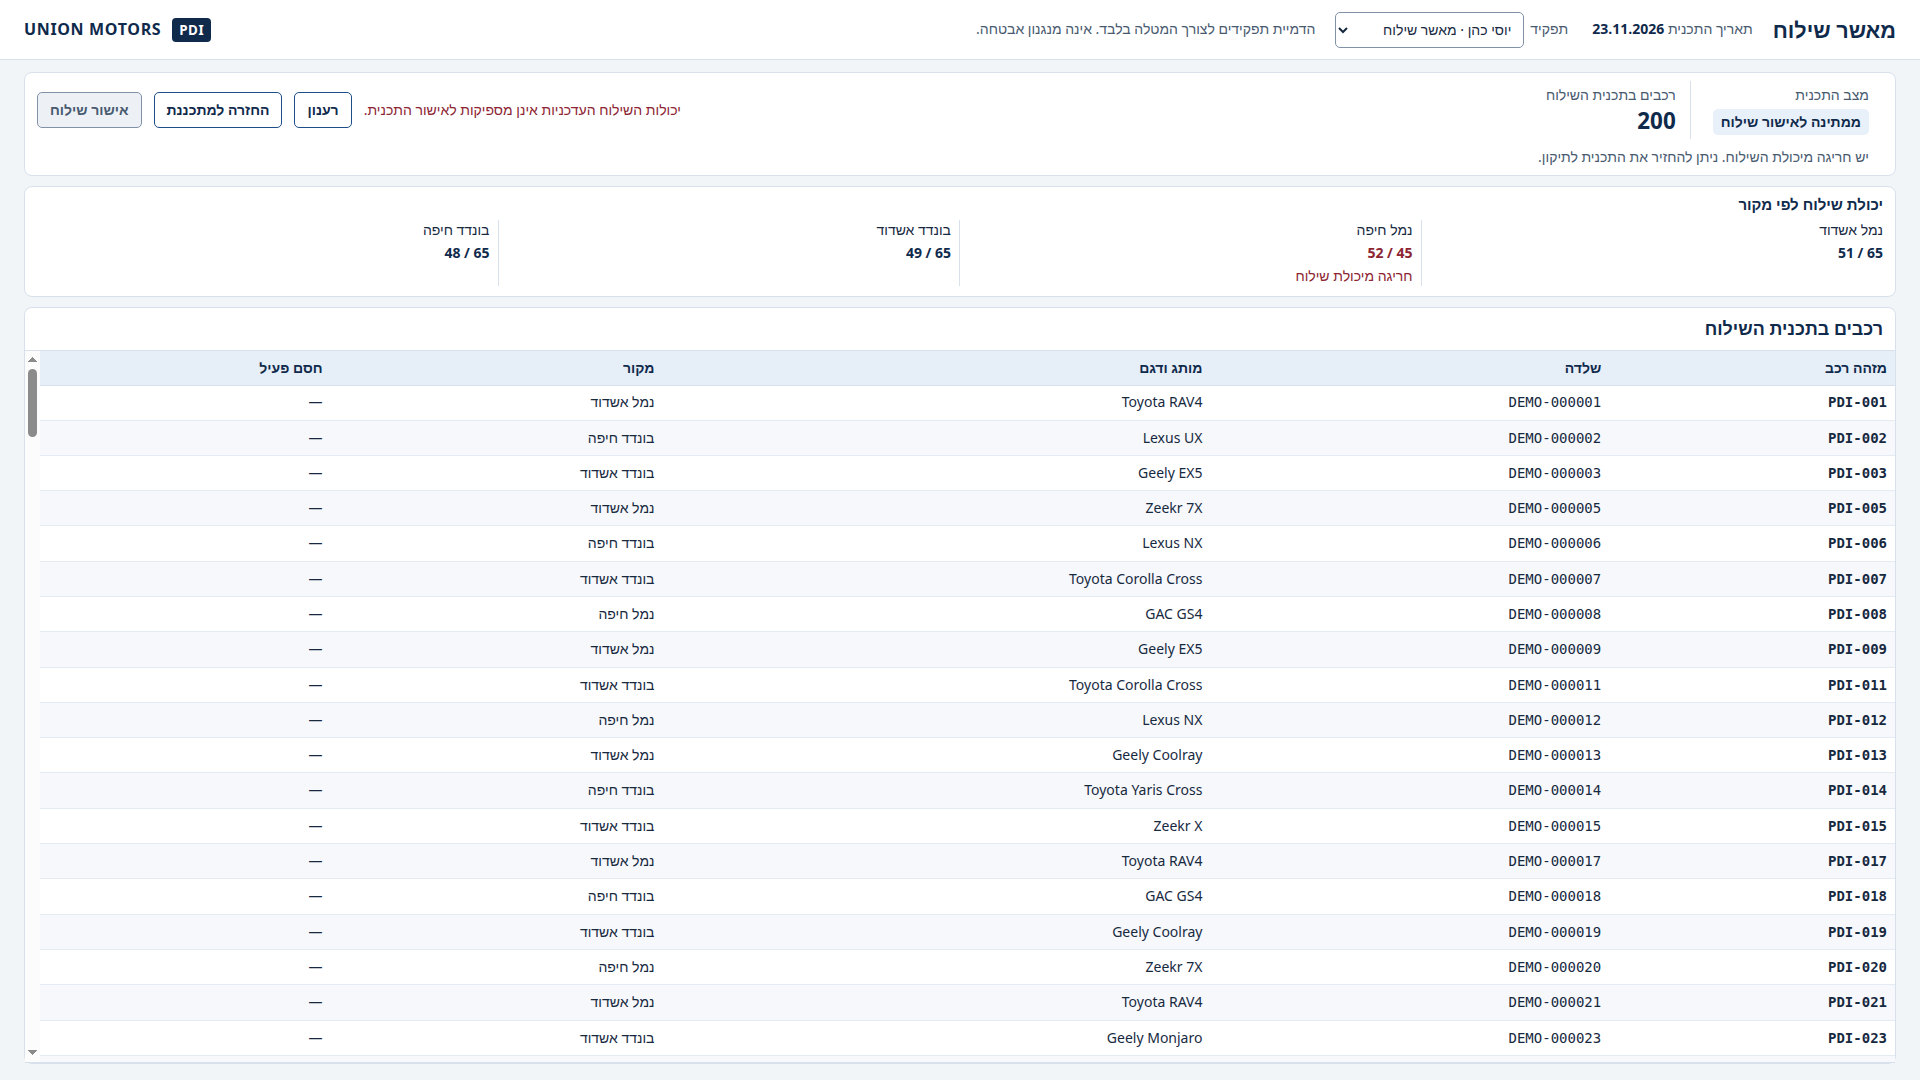 מאשר שילוח תאריך התכנית 23.11.2026 תפקיד יוסי כהן · מאשר שילוח הדמיית תפקידים לצורך המטלה בלבד. אינה מנגנון אבטחה. PDI UNION MOTORS
מצב התכנית
ממתינה לאישור שילוח
רכבים בתכנית השילוח
200
יכולות השילוח העדכניות אינן מספיקות לאישור התכנית. רענון החזרה למתכננת אישור שילוח
יש חריגה מיכולת השילוח. ניתן להחזיר את התכנית לתיקון.
יכולת שילוח לפי מקור
נמל אשדוד
51 / 65
נמל חיפה
52 / 45
חריגה מיכולת שילוח
בונדד אשדוד
49 / 65
בונדד חיפה
48 / 65
רכבים בתכנית השילוח
מזהה רכב שלדה מותג ודגם מקור חסם פעיל
PDI-001 DEMO-000001 Toyota RAV4 נמל אשדוד —
PDI-002 DEMO-000002 Lexus UX בונדד חיפה —
PDI-003 DEMO-000003 Geely EX5 בונדד אשדוד —
PDI-005 DEMO-000005 Zeekr 7X נמל אשדוד —
PDI-006 DEMO-000006 Lexus NX בונדד חיפה —
PDI-007 DEMO-000007 Toyota Corolla Cross בונדד אשדוד —
PDI-008 DEMO-000008 GAC GS4 נמל חיפה —
PDI-009 DEMO-000009 Geely EX5 נמל אשדוד —
PDI-011 DEMO-000011 Toyota Corolla Cross בונדד אשדוד —
PDI-012 DEMO-000012 Lexus NX נמל חיפה —
PDI-013 DEMO-000013 Geely Coolray נמל אשדוד —
PDI-014 DEMO-000014 Toyota Yaris Cross בונדד חיפה —
PDI-015 DEMO-000015 Zeekr X בונדד אשדוד —
PDI-017 DEMO-000017 Toyota RAV4 נמל אשדוד —
PDI-018 DEMO-000018 GAC GS4 בונדד חיפה —
PDI-019 DEMO-000019 Geely Coolray בונדד אשדוד —
PDI-020 DEMO-000020 Zeekr 7X נמל חיפה —
PDI-021 DEMO-000021 Toyota RAV4 נמל אשדוד —
PDI-023 DEMO-000023 Geely Monjaro בונדד אשדוד —